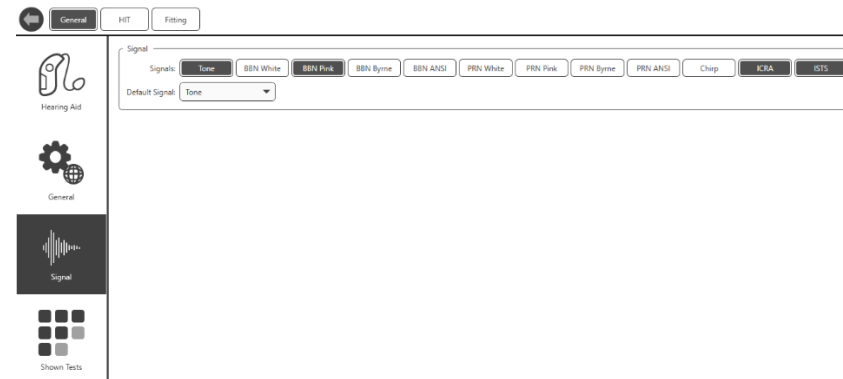 General HIT Fitting
Signal
Signals: Tone BBN White BBN Pink BBN Byrne BBN ANSI PRN White PRN Pink PRN Byrne PRN ANSI Chirp ICRA ISTS
Default Signal: Tone
Hearing Aid
General
Signal
Shown Tests